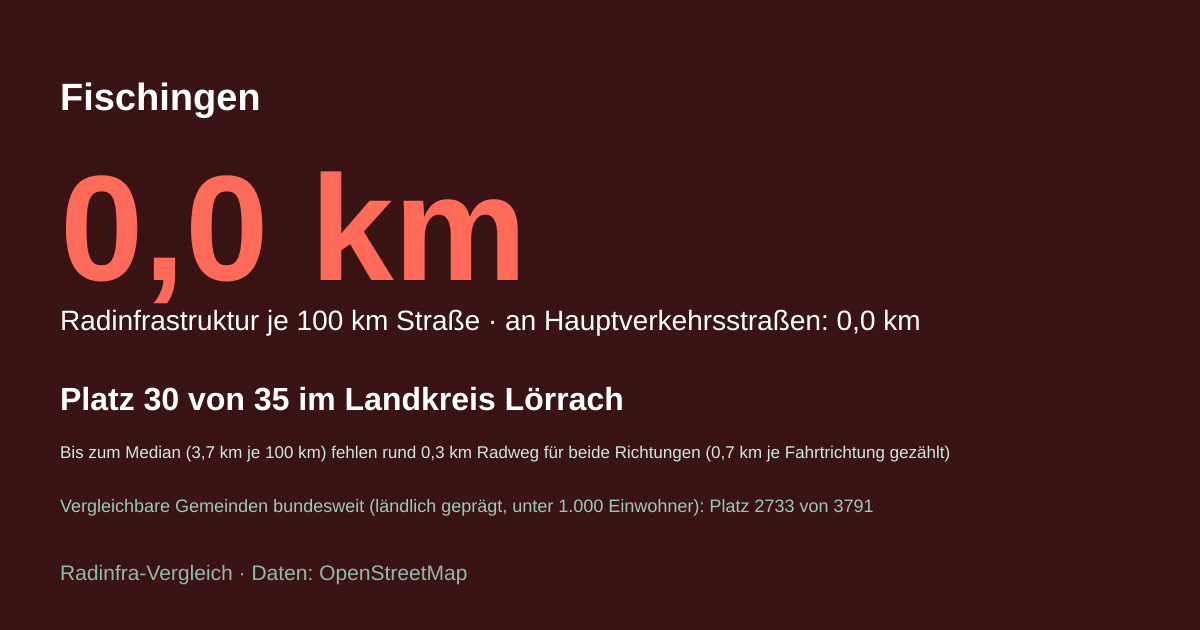 Fischingen
0,0 km
Radinfrastruktur je 100 km Straße · an Hauptverkehrsstraßen: 0,0 km
Platz 30 von 35 im Landkreis Lörrach
Bis zum Median (3,7 km je 100 km) fehlen rund 0,3 km Radweg für beide Richtungen (0,7 km je Fahrtrichtung gezählt)
Vergleichbare Gemeinden bundesweit (ländlich geprägt, unter 1.000 Einwohner): Platz 2733 von 3791
Radinfra-Vergleich · Daten: OpenStreetMap